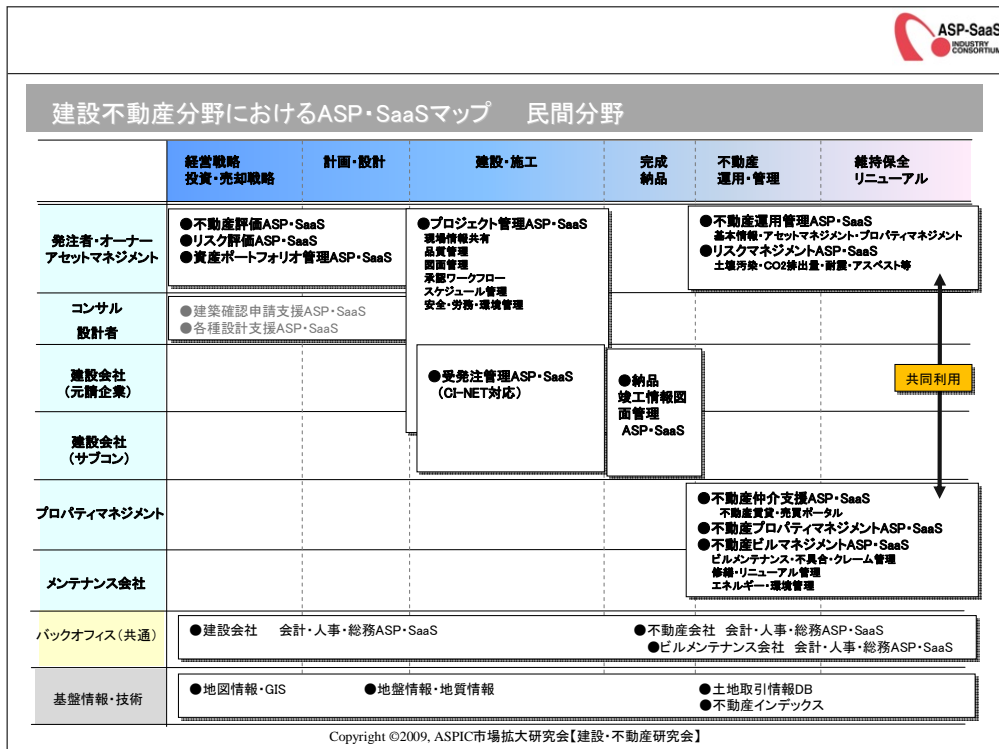 ASP-SaaS
INDUSTRY
CONSORTIUM
建設不動産分野におけるASP・SaaSマップ　民間分野
経営戦略
投資・売却戦略
計画・設計
建設・施工
完成
納品
不動産
運用・管理
維持保全
リニューアル
発注者・オーナー
アセットマネジメント
●不動産評価ASP・SaaS
●リスク評価ASP・SaaS
●資産ポートフォリオ管理ASP・SaaS
●プロジェクト管理ASP・SaaS
現場情報共有
品質管理
図面管理
承認ワークフロー
スケジュール管理
安全・労務・環境管理
●不動産運用管理ASP・SaaS
基本情報・アセットマネジメント・プロパティマネジメント
●リスクマネジメントASP・SaaS
土壌汚染・CO2排出量・耐震・アスベスト等
コンサル
設計者
●建築確認申請支援ASP・SaaS
●各種設計支援ASP・SaaS
建設会社
(元請企業)
●受発注管理ASP・SaaS
(CI-NET対応)
●納品
竣工情報図
面管理
ASP・SaaS
共同利用
建設会社
(サブコン)
プロパティマネジメント
●不動産仲介支援ASP・SaaS
不動産賃貸・売買ポータル
●不動産プロパティマネジメントASP・SaaS
●不動産ビルマネジメントASP・SaaS
ビルメンテナンス・不具合・クレーム管理
修繕・リニューアル管理
エネルギー・環境管理
メンテナンス会社
バックオフィス(共通)
●建設会社　会計・人事・総務ASP・SaaS
●不動産会社　会計・人事・総務ASP・SaaS
●ビルメンテナンス会社　会計・人事・総務ASP・SaaS
基盤情報・技術
●地図情報・GIS
●地盤情報・地質情報
●土地取引情報DB
●不動産インデックス
Copyright ©2009, ASPIC市場拡大研究会【建設・不動産研究会】